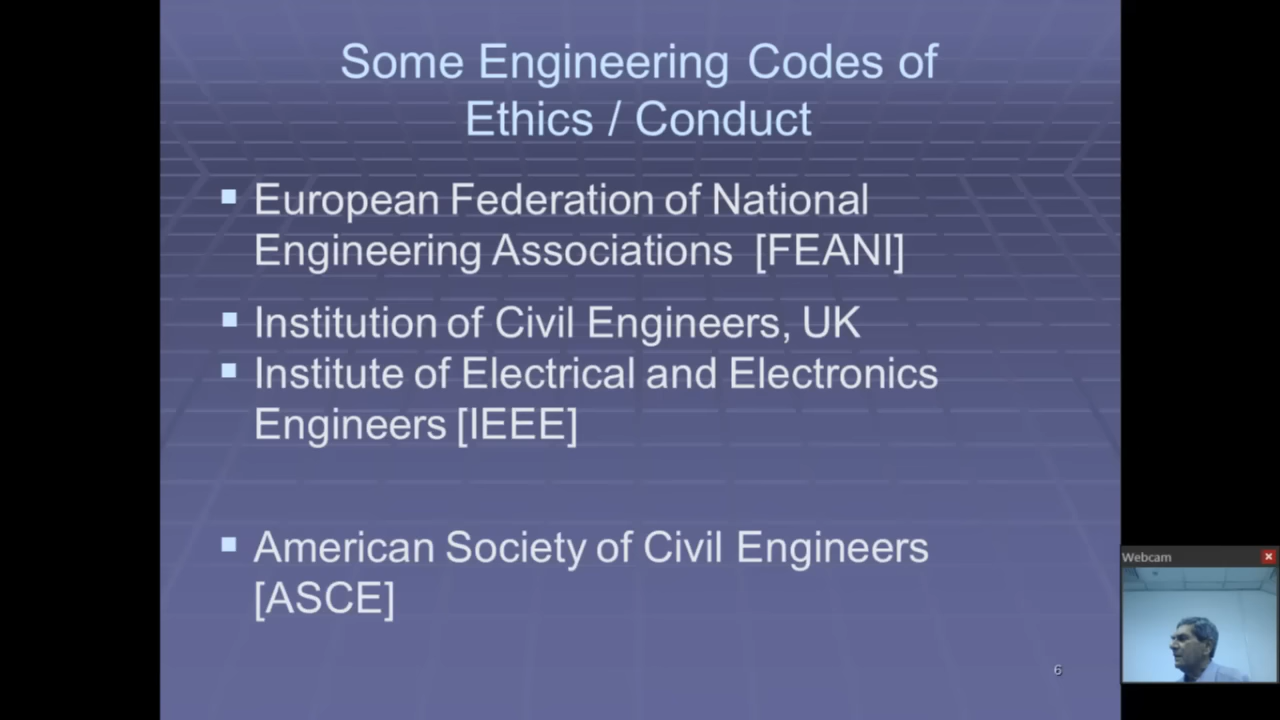 Some Engineering Codes of
Ethics / Conduct
European Federation of National
Engineering Associations [FEANI]
Institution of Civil Engineers, UK
Institute of Electrical and Electronics
Engineers [IEEE]
American Society of Civil Engineers
[ASCE]
6
Webcam